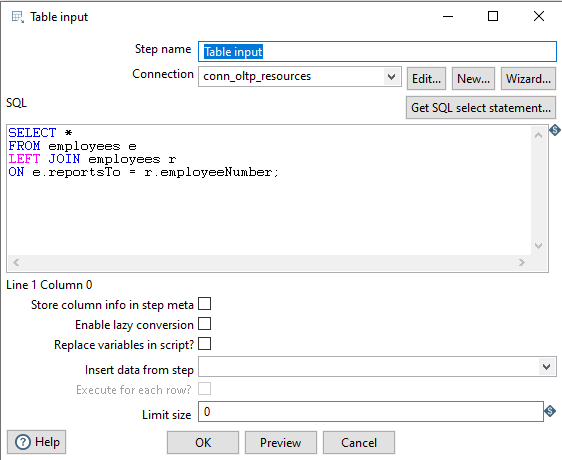 Table input
Step name Table input
Connection conn_oltp_resources Edit... New... Wizard...
SQL Get SQL select statement...
SELECT *
FROM employees e
LEFT JOIN employees r
ON e.reportsTo = r.employeeNumber;
Line 1 Column 0
Store column info in step meta
Enable lazy conversion
Replace variables in script?
Insert data from step
Execute for each row?
Limit size 0
Help OK Preview Cancel